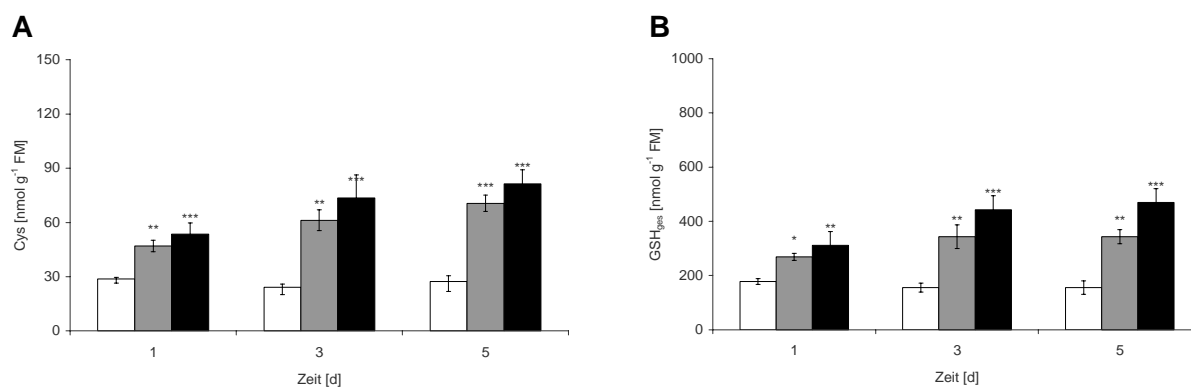 A
Cys [nmol g⁻¹ FM]
150
120
90
60
30
0
** ***
** ***
*** ***
1 3 5
Zeit [d]
B
GSHges [nmol g⁻¹ FM]
1000
800
600
400
200
0
* **
** ***
** ***
1 3 5
Zeit [d]